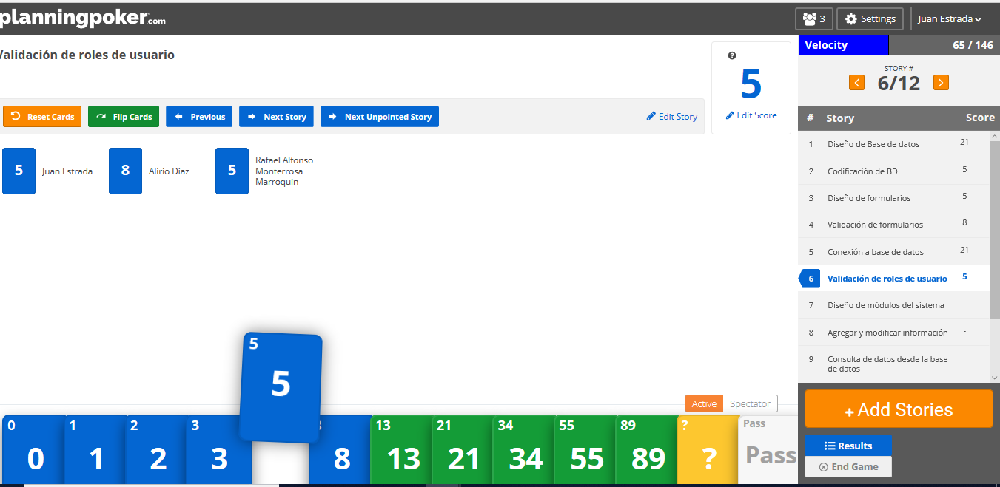 planningpoker.com
3
Settings
Juan Estrada
Validación de roles de usuario
?
5
Edit Score
Velocity
65 / 146
STORY #
6/12
Reset Cards
Flip Cards
Previous
Next Story
Next Unpointed Story
Edit Story
# Story Score
1 Diseño de Base de datos 21
2 Codificación de BD 5
3 Diseño de formularios 5
4 Validación de formularios 8
5 Conexión a base de datos 21
6 Validación de roles de usuario 5
7 Diseño de módulos del sistema -
8 Agregar y modificar información -
9 Consulta de datos desde la base -
de datos
5 Juan Estrada
8 Alirio Diaz
5 Rafael Alfonso
Monterrosa
Marroquin
5
5
Active Spectator
0 1 2 3 8 13 21 34 55 89 ? Pass
0 1 2 3 8 13 21 34 55 89 ? Pass
+ Add Stories
Results
End Game